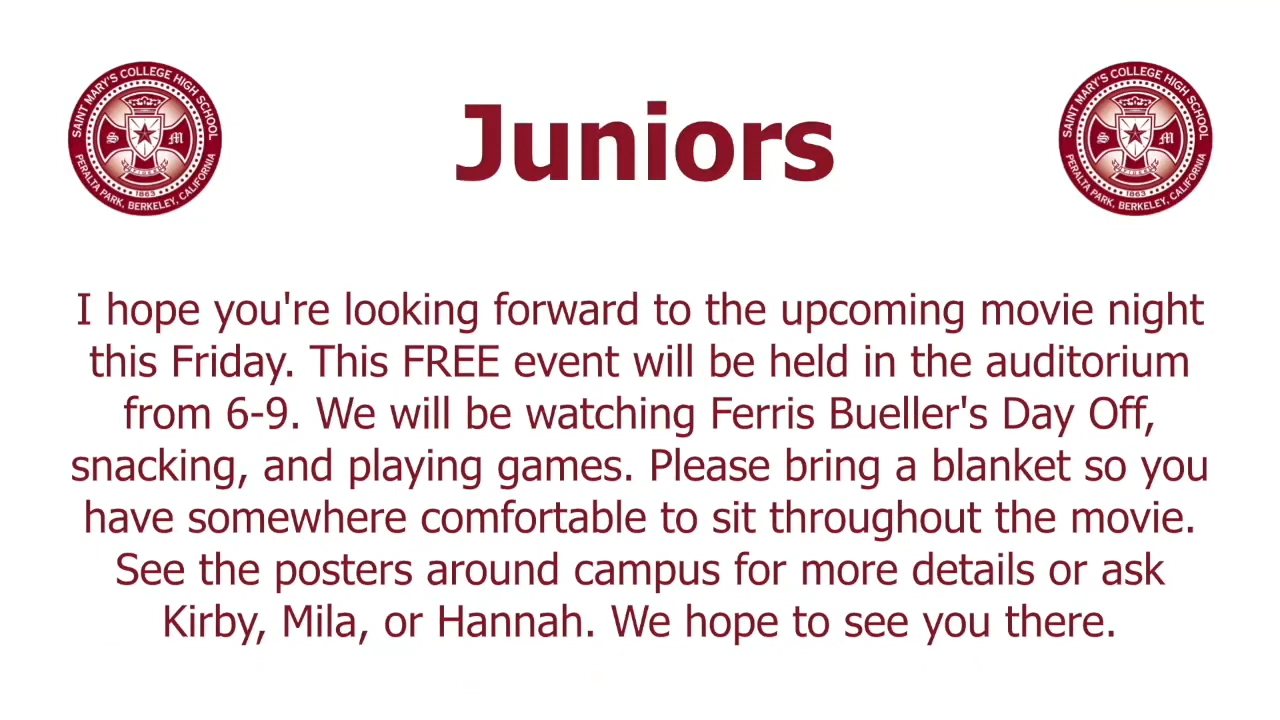 SAINT MARY'S COLLEGE HIGH SCHOOL
S M
1863
PERALTA PARK, BERKELEY, CALIFORNIA
Juniors
SAINT MARY'S COLLEGE HIGH SCHOOL
S M
1863
PERALTA PARK, BERKELEY, CALIFORNIA
I hope you're looking forward to the upcoming movie night
this Friday. This FREE event will be held in the auditorium
from 6-9. We will be watching Ferris Bueller's Day Off,
snacking, and playing games. Please bring a blanket so you
have somewhere comfortable to sit throughout the movie.
See the posters around campus for more details or ask
Kirby, Mila, or Hannah. We hope to see you there.